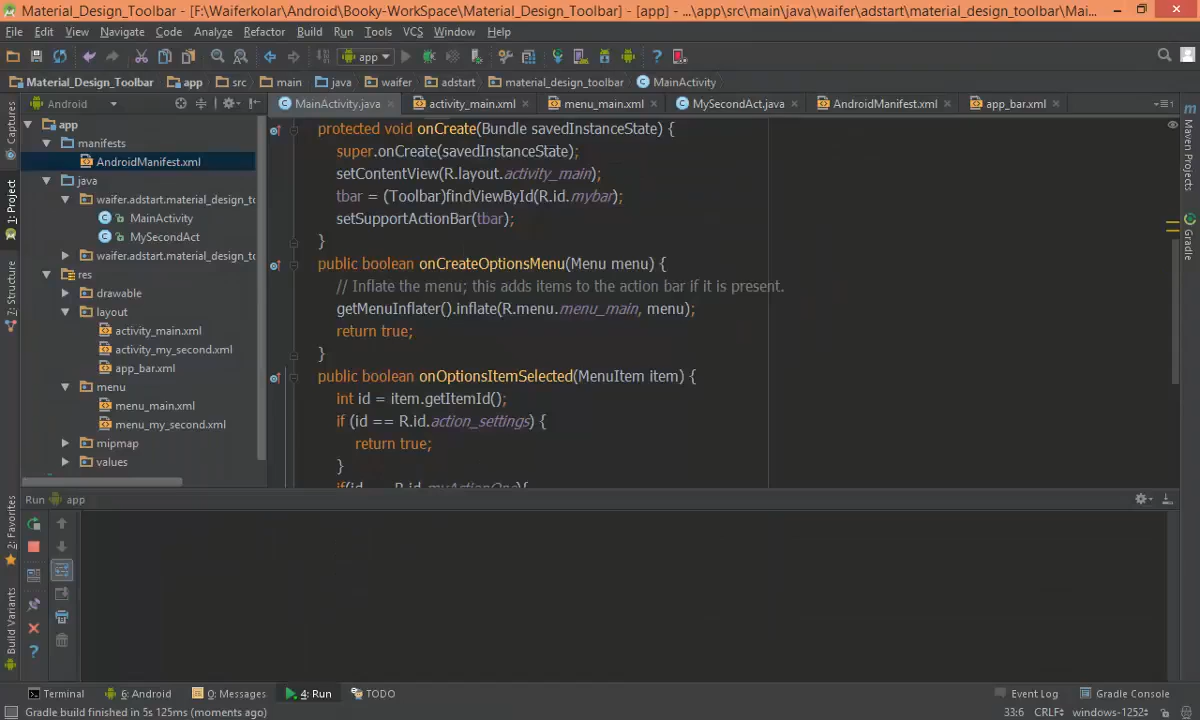 Material_Design_Toolbar - [F:\Waiferkolar\Android\Booky-WorkSpace\Material_Design_Toolbar] - [app] - ...\app\src\main\java\waifer\adstart\material_design_toolbar\Mai...
File Edit View Navigate Code Analyze Refactor Build Run Tools VCS Window Help
app
Material_Design_Toolbar app src main java waifer adstart material_design_toolbar MainActivity
Android
MainActivity.java activity_main.xml menu_main.xml MySecondAct.java AndroidManifest.xml app_bar.xml
Captures
1: Project
7: Structure
2: Favorites
Build Variants
app
manifests
AndroidManifest.xml
java
waifer.adstart.material_design_to
MainActivity
MySecondAct
waifer.adstart.material_design_to
res
drawable
layout
activity_main.xml
activity_my_second.xml
app_bar.xml
menu
menu_main.xml
menu_my_second.xml
mipmap
values
protected void onCreate(Bundle savedInstanceState) {
super.onCreate(savedInstanceState);
setContentView(R.layout.activity_main);
tbar = (Toolbar)findViewById(R.id.mybar);
setSupportActionBar(tbar);
}
public boolean onCreateOptionsMenu(Menu menu) {
// Inflate the menu; this adds items to the action bar if it is present.
getMenuInflater().inflate(R.menu.menu_main, menu);
return true;
}
public boolean onOptionsItemSelected(MenuItem item) {
int id = item.getItemId();
if (id == R.id.action_settings) {
return true;
}
if(id == R.id.myActionOne){
Maven Projects
Gradle
Run app
Terminal 6: Android 0: Messages 4: Run TODO Event Log Gradle Console
Gradle build finished in 5s 125ms (moments ago) 33:6 CRLF windows-1252